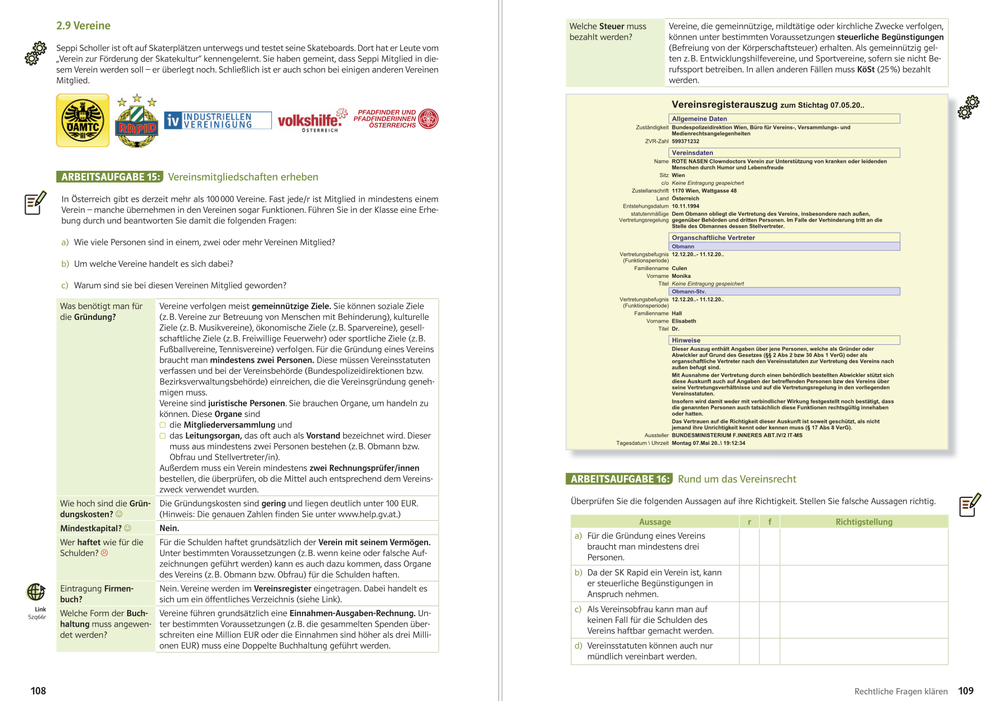 2.9 Vereine
Seppi Scholler ist oft auf Skaterplätzen unterwegs und testet seine Skateboards. Dort hat er Leute vom
„Verein zur Förderung der Skatekultur“ kennengelernt. Sie haben gemeint, dass Seppi Mitglied in die-
sem Verein werden soll – er überlegt noch. Schließlich ist er auch schon bei einigen anderen Vereinen
Mitglied.
ÖAMTC
RAPID
iv INDUSTRIELLEN
VEREINIGUNG
volkshilfe.
ÖSTERREICH
PFADFINDER UND
PFADFINDERINNEN
ÖSTERREICHS
ARBEITSAUFGABE 15: Vereinsmitgliedschaften erheben
In Österreich gibt es derzeit mehr als 100 000 Vereine. Fast jede/r ist Mitglied in mindestens einem
Verein – manche übernehmen in den Vereinen sogar Funktionen. Führen Sie in der Klasse eine Erhe-
bung durch und beantworten Sie damit die folgenden Fragen:
a) Wie viele Personen sind in einem, zwei oder mehr Vereinen Mitglied?
b) Um welche Vereine handelt es sich dabei?
c) Warum sind sie bei diesen Vereinen Mitglied geworden?
Was benötigt man für
die Gründung?
Vereine verfolgen meist gemeinnützige Ziele. Sie können soziale Ziele
(z. B. Vereine zur Betreuung von Menschen mit Behinderung), kulturelle
Ziele (z. B. Musikvereine), ökonomische Ziele (z. B. Sparvereine), gesell-
schaftliche Ziele (z. B. Freiwillige Feuerwehr) oder sportliche Ziele (z. B.
Fußballvereine, Tennisvereine) verfolgen. Für die Gründung eines Vereins
braucht man mindestens zwei Personen. Diese müssen Vereinsstatuten
verfassen und bei der Vereinsbehörde (Bundespolizeidirektionen bzw.
Bezirksverwaltungsbehörde) einreichen, die die Vereinsgründung geneh-
migen muss.
Vereine sind juristische Personen. Sie brauchen Organe, um handeln zu
können. Diese Organe sind
die Mitgliederversammlung und
das Leitungsorgan, das oft auch als Vorstand bezeichnet wird. Dieser
muss aus mindestens zwei Personen bestehen (z. B. Obmann bzw.
Obfrau und Stellvertreter/in).
Außerdem muss ein Verein mindestens zwei Rechnungsprüfer/innen
bestellen, die überprüfen, ob die Mittel auch entsprechend dem Vereins-
zweck verwendet wurden.
Wie hoch sind die Grün-
dungskosten? ☺
Die Gründungskosten sind gering und liegen deutlich unter 100 EUR.
(Hinweis: Die genauen Zahlen finden Sie unter www.help.gv.at.)
Mindestkapital? ☺
Nein.
Wer haftet wie für die
Schulden? ☹
Für die Schulden haftet grundsätzlich der Verein mit seinem Vermögen.
Unter bestimmten Voraussetzungen (z. B. wenn keine oder falsche Auf-
zeichnungen geführt werden) kann es auch dazu kommen, dass Organe
des Vereins (z. B. Obmann bzw. Obfrau) für die Schulden haften.
Eintragung Firmen-
buch?
Nein. Vereine werden im Vereinsregister eingetragen. Dabei handelt es
sich um ein öffentliches Verzeichnis (siehe Link).
Link
5zq66r
Welche Form der Buch-
haltung muss angewen-
det werden?
Vereine führen grundsätzlich eine Einnahmen-Ausgaben-Rechnung. Un-
ter bestimmten Voraussetzungen (z. B. die gesammelten Spenden über-
schreiten eine Million EUR oder die Einnahmen sind höher als drei Milli-
onen EUR) muss eine Doppelte Buchhaltung geführt werden.
108
Welche Steuer muss
bezahlt werden?
Vereine, die gemeinnützige, mildtätige oder kirchliche Zwecke verfolgen,
können unter bestimmten Voraussetzungen steuerliche Begünstigungen
(Befreiung von der Körperschaftsteuer) erhalten. Als gemeinnützig gel-
ten z. B. Entwicklungshilfevereine, und Sportvereine, sofern sie nicht Be-
rufssport betreiben. In allen anderen Fällen muss KöSt (25 %) bezahlt
werden.
Vereinsregisterauszug zum Stichtag 07.05.20..
Allgemeine Daten
Zuständigkeit Bundespolizeidirektion Wien, Büro für Vereins-, Versammlungs- und
Medienrechtsangelegenheiten
ZVR-Zahl 599371232
Vereinsdaten
Name ROTE NASEN Clowndoctors Verein zur Unterstützung von kranken oder leidenden
Menschen durch Humor und Lebensfreude
Sitz Wien
c/o Keine Eintragung gespeichert
Zustellanschrift 1170 Wien, Wattgasse 48
Land Österreich
Entstehungsdatum 10.11.1994
statutenmäßige Dem Obmann obliegt die Vertretung des Vereins, insbesondere nach außen,
Vertretungsregelung gegenüber Behörden und dritten Personen. Im Falle der Verhinderung tritt an die
Stelle des Obmannes dessen Stellvertreter.
Organschaftliche Vertreter
Obmann
Vertretungsbefugnis 12.12.20..- 11.12.20..
(Funktionsperiode)
Familienname Culen
Vorname Monika
Titel Keine Eintragung gespeichert
Obmann-Stv.
Vertretungsbefugnis 12.12.20..- 11.12.20..
(Funktionsperiode)
Familienname Hall
Vorname Elisabeth
Titel Dr.
Hinweise
Dieser Auszug enthält Angaben über jene Personen, welche als Gründer oder
Abwickler auf Grund des Gesetzes (§§ 2 Abs 2 bzw 30 Abs 1 VerG) oder als
organschaftliche Vertreter nach den Vereinsstatuten zur Vertretung des Vereins nach
außen befugt sind.
Mit Ausnahme der Vertretung durch einen behördlich bestellten Abwickler stützt sich
diese Auskunft auch auf Angaben der betreffenden Personen bzw des Vereins über
seine Vertretungsverhältnisse und auf die Vertretungsregelung in den vorliegenden
Vereinsstatuten.
Insofern wird damit weder mit verbindlicher Wirkung festgestellt noch bestätigt, dass
die genannten Personen auch tatsächlich diese Funktionen rechtsgültig innehaben
oder hatten.
Das Vertrauen auf die Richtigkeit dieser Auskunft ist soweit geschützt, als nicht
jemand ihre Unrichtigkeit kennt oder kennen muss (§ 17 Abs 8 VerG).
Aussteller BUNDESMINISTERIUM F.INNERES ABT.IV/2 IT-MS
Tagesdatum \ Uhrzeit Montag 07.Mai 20..\ 19:12:34
ARBEITSAUFGABE 16: Rund um das Vereinsrecht
Überprüfen Sie die folgenden Aussagen auf ihre Richtigkeit. Stellen Sie falsche Aussagen richtig.
Aussage r f Richtigstellung
a) Für die Gründung eines Vereins
braucht man mindestens drei
Personen.
b) Da der SK Rapid ein Verein ist, kann
er steuerliche Begünstigungen in
Anspruch nehmen.
c) Als Vereinsobfrau kann man auf
keinen Fall für die Schulden des
Vereins haftbar gemacht werden.
d) Vereinsstatuten können auch nur
mündlich vereinbart werden.
Rechtliche Fragen klären 109